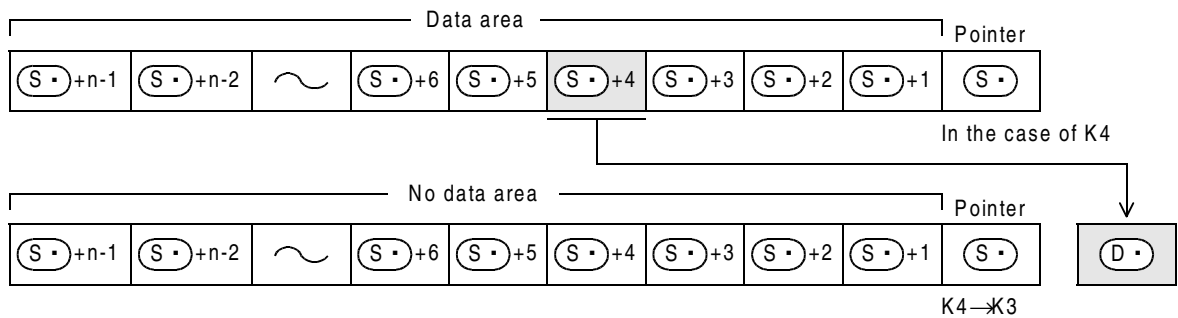 Data area
Pointer
S · +n-1 S · +n-2 S · +6 S · +5 S · +4 S · +3 S · +2 S · +1 S ·
In the case of K4
No data area
Pointer
S · +n-1 S · +n-2 S · +6 S · +5 S · +4 S · +3 S · +2 S · +1 S · D ·
K4→K3